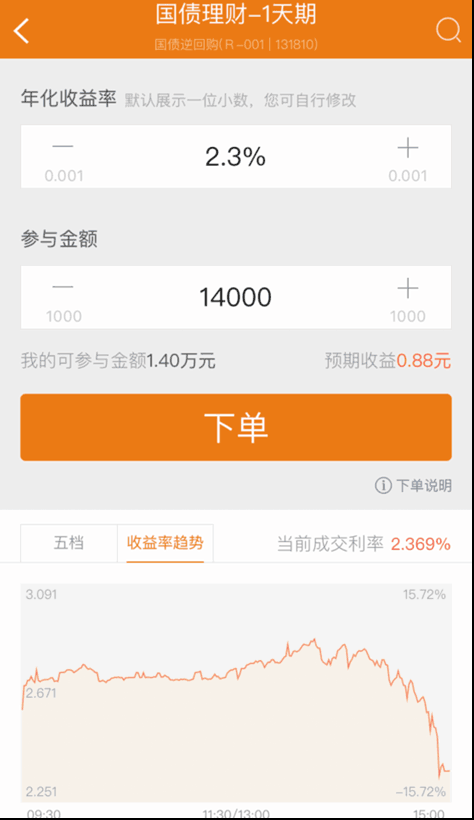 国债理财-1天期
国债逆回购(R-001 | 131810)
年化收益率 默认展示一位小数，您可自行修改
— 2.3% +
0.001 0.001
参与金额
— 14000 +
1000 1000
我的可参与金额1.40万元 预期收益0.88元
下单
下单说明
五档 收益率趋势 当前成交利率 2.369%
3.091 15.72%
2.671
2.251 -15.72%
09:30 11:30/13:00 15:00